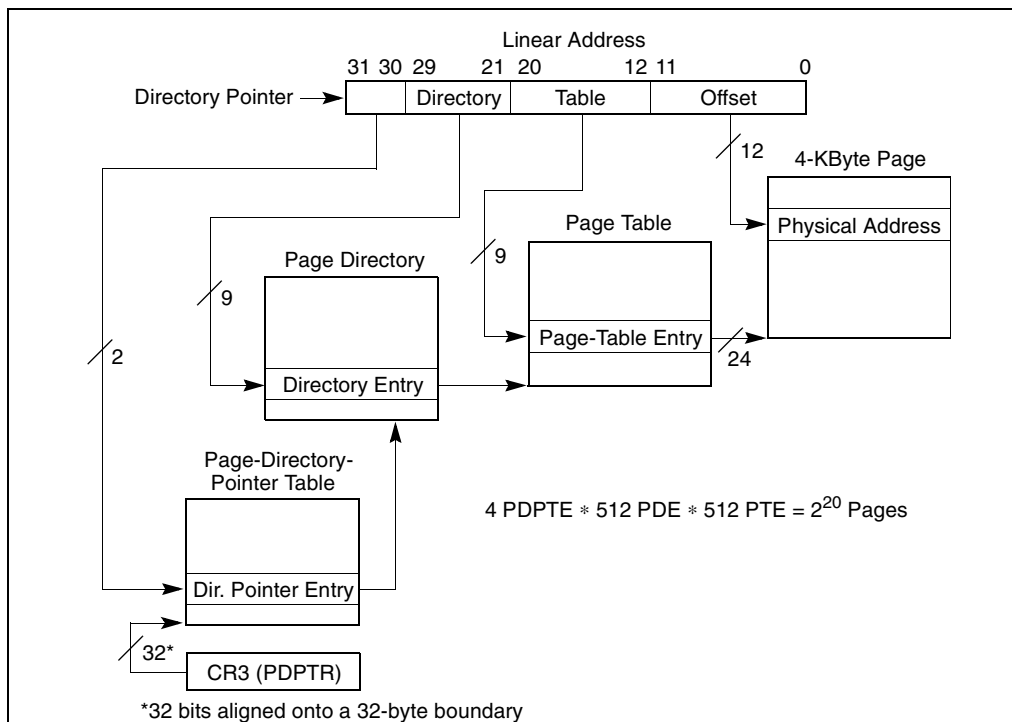 Linear Address
31 30 29 21 20 12 11 0
Directory Pointer
Directory
Table
Offset
12
4-KByte Page
Physical Address
Page Table
9
Page-Table Entry
24
Page Directory
9
Directory Entry
2
Page-Directory-
Pointer Table
4 PDPTE ∗ 512 PDE ∗ 512 PTE = 2²⁰ Pages
Dir. Pointer Entry
32*
CR3 (PDPTR)
*32 bits aligned onto a 32-byte boundary